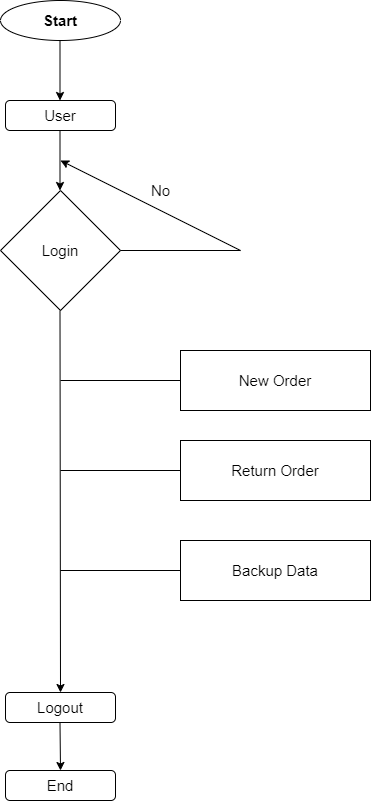 Start
User
No
Login
New Order
Return Order
Backup Data
Logout
End